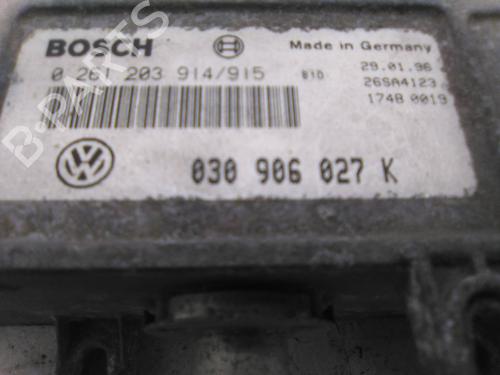 BOSCH
Made in Germany
0 261 203 914/915 B1D
29.01.96
26SA4123
1748 0019
030 906 027 K
B-PARTS